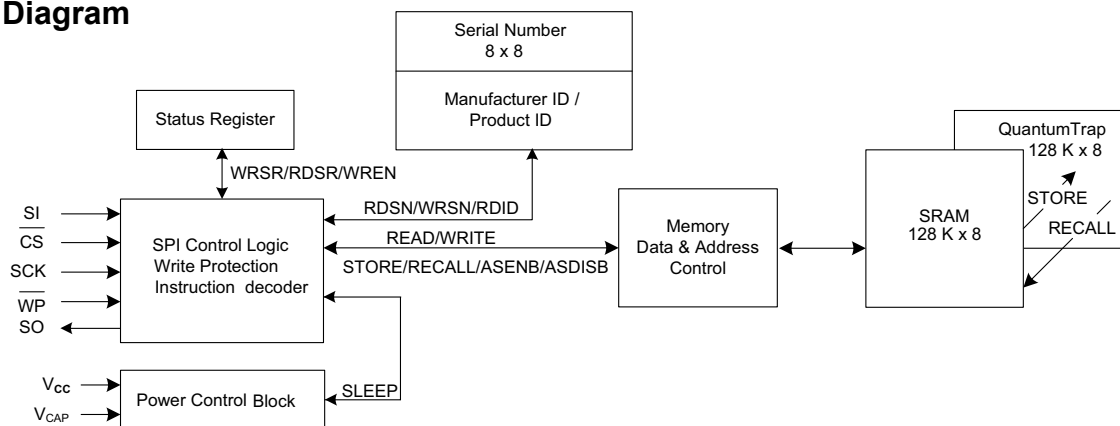 Diagram
Serial Number
8 x 8
Manufacturer ID /
Product ID
Status Register
QuantumTrap
128 K x 8
WRSR/RDSR/WREN
STORE
SI
CS
SCK
WP
SO
SPI Control Logic
Write Protection
Instruction decoder
RDSN/WRSN/RDID
READ/WRITE
STORE/RECALL/ASENB/ASDISB
Memory
Data & Address
Control
SRAM
128 K x 8
RECALL
VCC
VCAP
Power Control Block
SLEEP